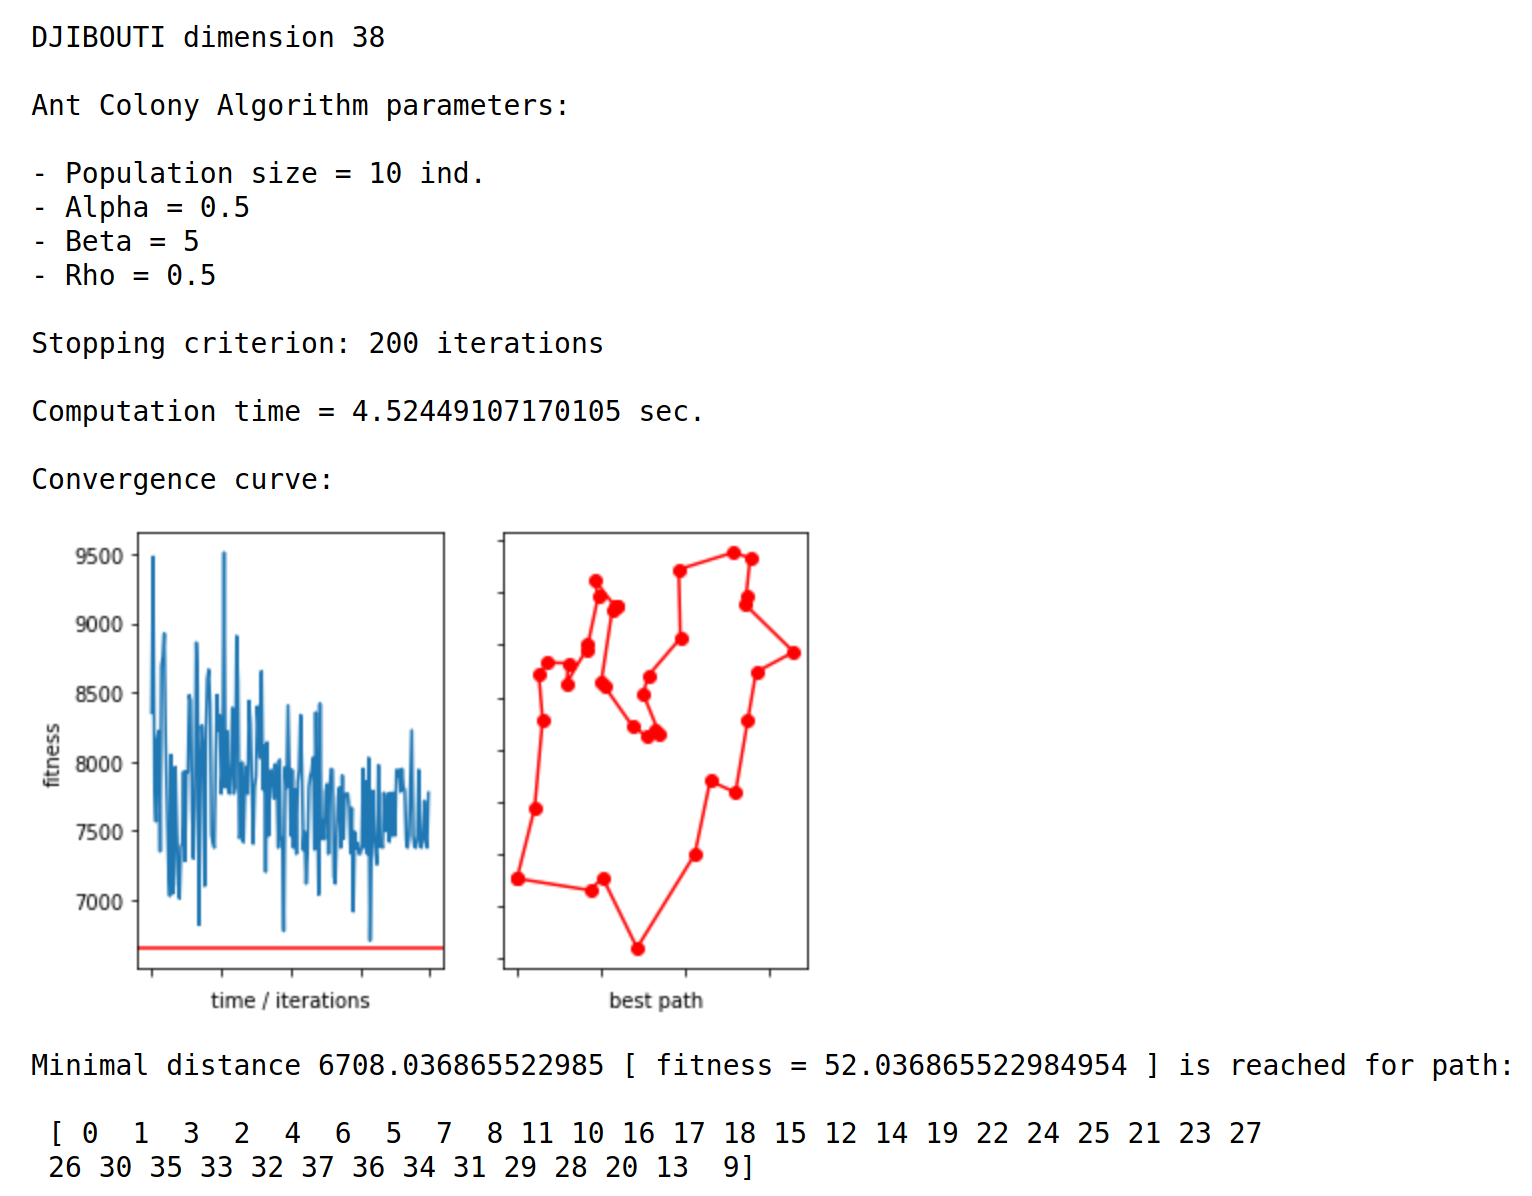 DJIBOUTI dimension 38
Ant Colony Algorithm parameters:
- Population size = 10 ind.
- Alpha = 0.5
- Beta = 5
- Rho = 0.5
Stopping criterion: 200 iterations
Computation time = 4.52449107170105 sec.
Convergence curve:
9500
9000
8500
8000
7500
7000
fitness
time / iterations
best path
Minimal distance 6708.036865522985 [ fitness = 52.036865522984954 ] is reached for path:
[ 0 1 3 2 4 6 5 7 8 11 10 16 17 18 15 12 14 19 22 24 25 21 23 27
26 30 35 33 32 37 36 34 31 29 28 20 13 9]